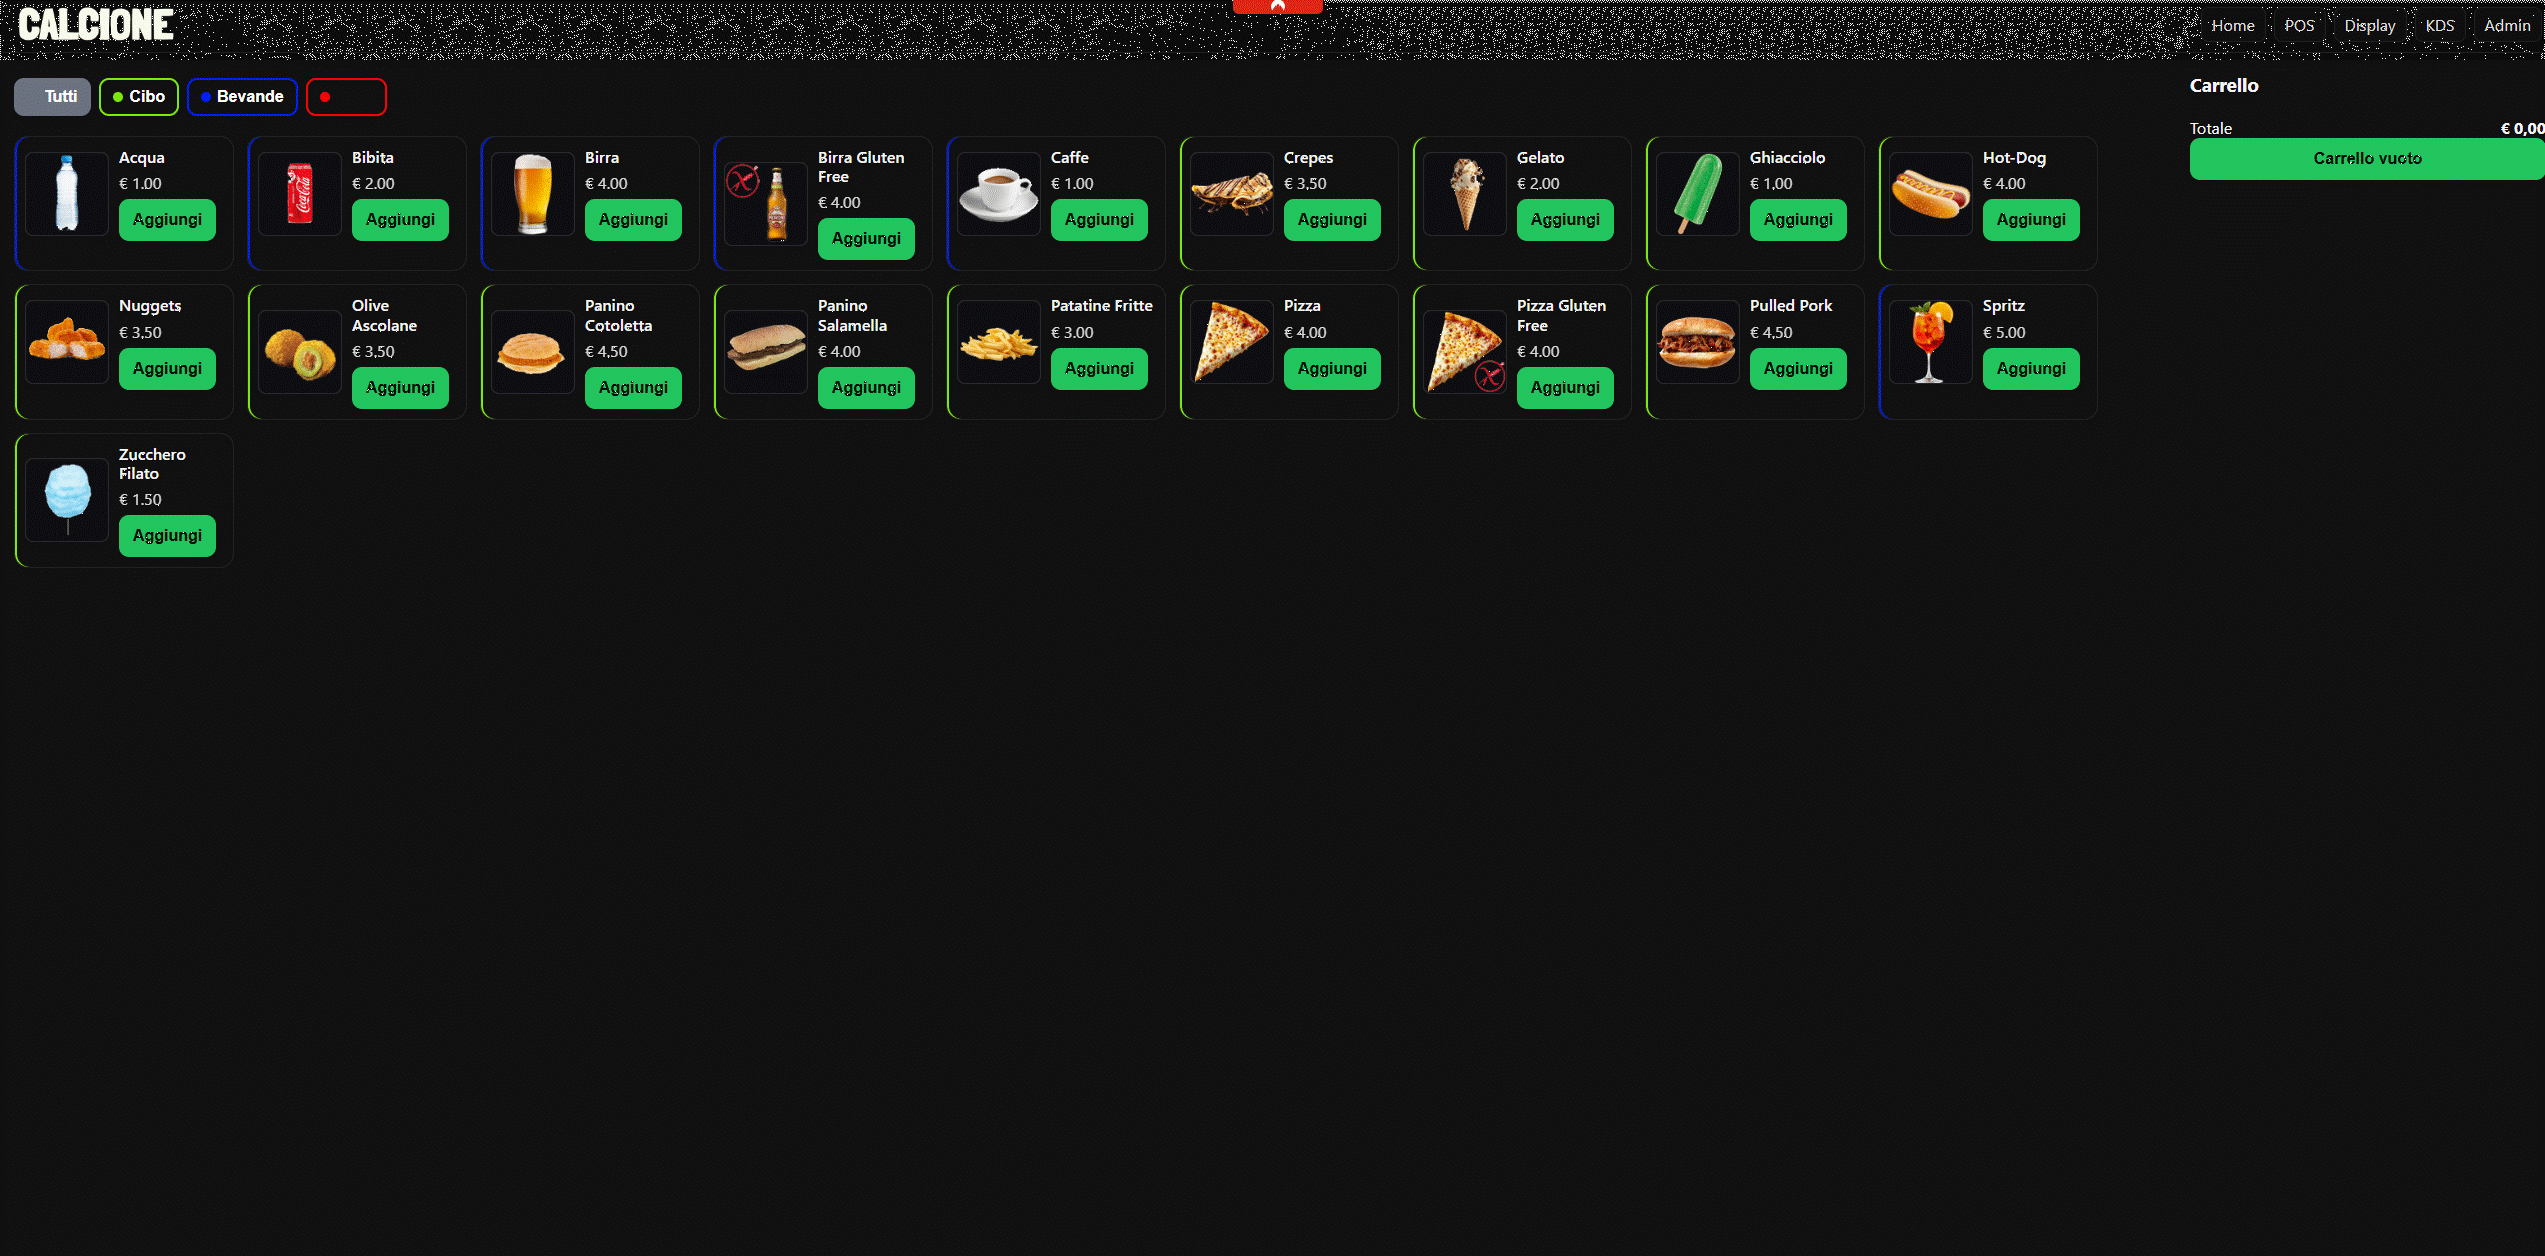 CALCIONE
Home POS Display KDS Admin
Tutti Cibo Bevande
Carrello
Totale € 0,00
Carrello vuoto
Acqua
€ 1.00
Aggiungi
Bibita
€ 2.00
Aggiungi
Birra
€ 4.00
Aggiungi
Birra Gluten
Free
€ 4.00
Aggiungi
Caffe
€ 1.00
Aggiungi
Crepes
€ 3,50
Aggiungi
Gelato
€ 2.00
Aggiungi
Ghiacciolo
€ 1,00
Aggiungi
Hot-Dog
€ 4.00
Aggiungi
Nuggets
€ 3,50
Aggiungi
Olive
Ascolane
€ 3,50
Aggiungi
Panino
Cotoletta
€ 4,50
Aggiungi
Panino
Salamella
€ 4.00
Aggiungi
Patatine Fritte
€ 3.00
Aggiungi
Pizza
€ 4.00
Aggiungi
Pizza Gluten
Free
€ 4.00
Aggiungi
Pulled Pork
€ 4,50
Aggiungi
Spritz
€ 5.00
Aggiungi
Zucchero
Filato
€ 1.50
Aggiungi